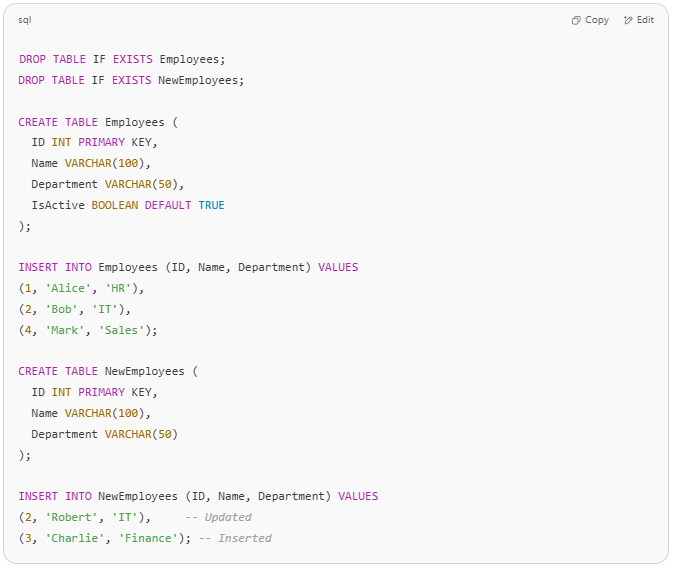 sql
Copy
Edit
DROP TABLE IF EXISTS Employees;
DROP TABLE IF EXISTS NewEmployees;
CREATE TABLE Employees (
ID INT PRIMARY KEY,
Name VARCHAR(100),
Department VARCHAR(50),
IsActive BOOLEAN DEFAULT TRUE
);
INSERT INTO Employees (ID, Name, Department) VALUES
(1, 'Alice', 'HR'),
(2, 'Bob', 'IT'),
(4, 'Mark', 'Sales');
CREATE TABLE NewEmployees (
ID INT PRIMARY KEY,
Name VARCHAR(100),
Department VARCHAR(50)
);
INSERT INTO NewEmployees (ID, Name, Department) VALUES
(2, 'Robert', 'IT'),     -- Updated
(3, 'Charlie', 'Finance'); -- Inserted